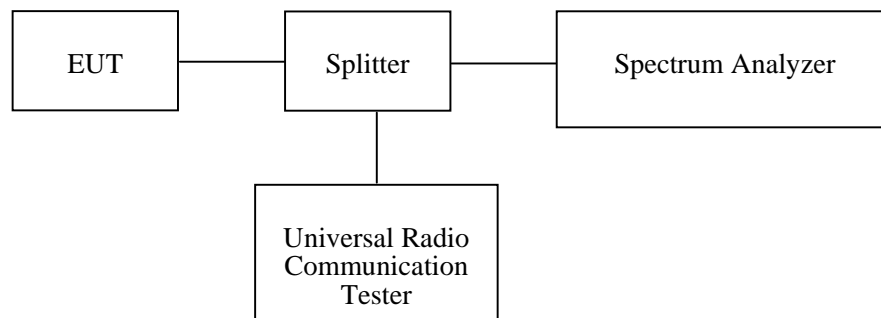 EUT
Splitter
Spectrum Analyzer
Universal Radio
Communication
Tester